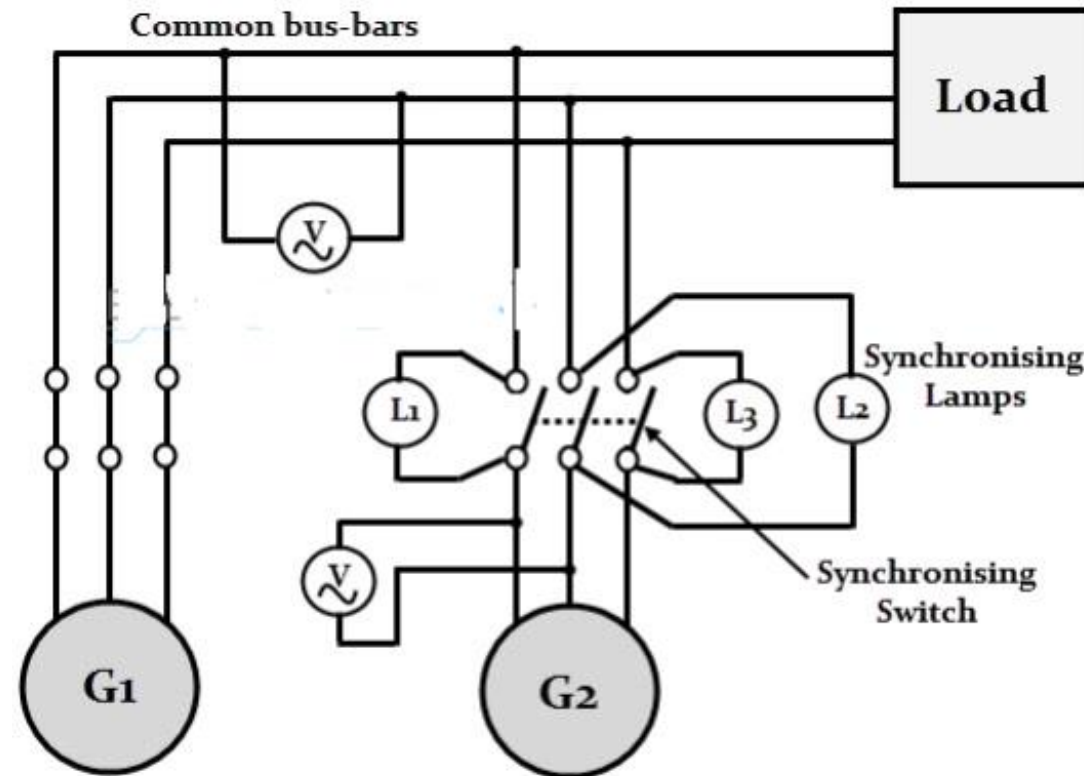 Common bus-bars
Load
V
L1
L3
L2
Synchronising
Lamps
V
Synchronising
Switch
G1
G2